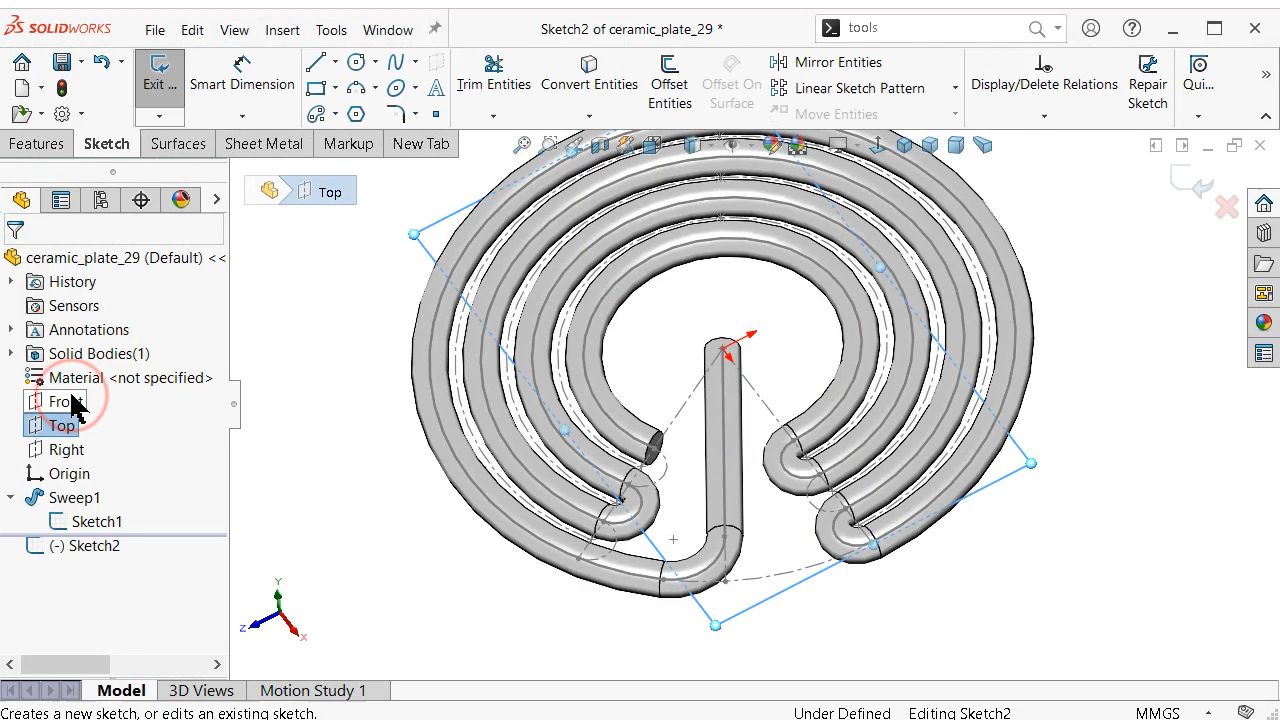 SOLIDWORKS File Edit View Insert Tools Window Sketch2 of ceramic_plate_29 * tools
Exit ... Smart Dimension Trim Entities Convert Entities Offset Entities Offset On Surface Mirror Entities Linear Sketch Pattern Move Entities Display/Delete Relations Repair Sketch Qui...
Sketch Surfaces Sheet Metal Markup New Tab
Top
ceramic_plate_29 (Default) <<
History
Sensors
Annotations
Solid Bodies(1)
Material <not specified>
Top
Right
Origin
Sweep1
Sketch1
(-) Sketch2
Y
Z
X
Model 3D Views Motion Study 1
Creates a new sketch, or edits an existing sketch. Under Defined Editing Sketch2 MMGS